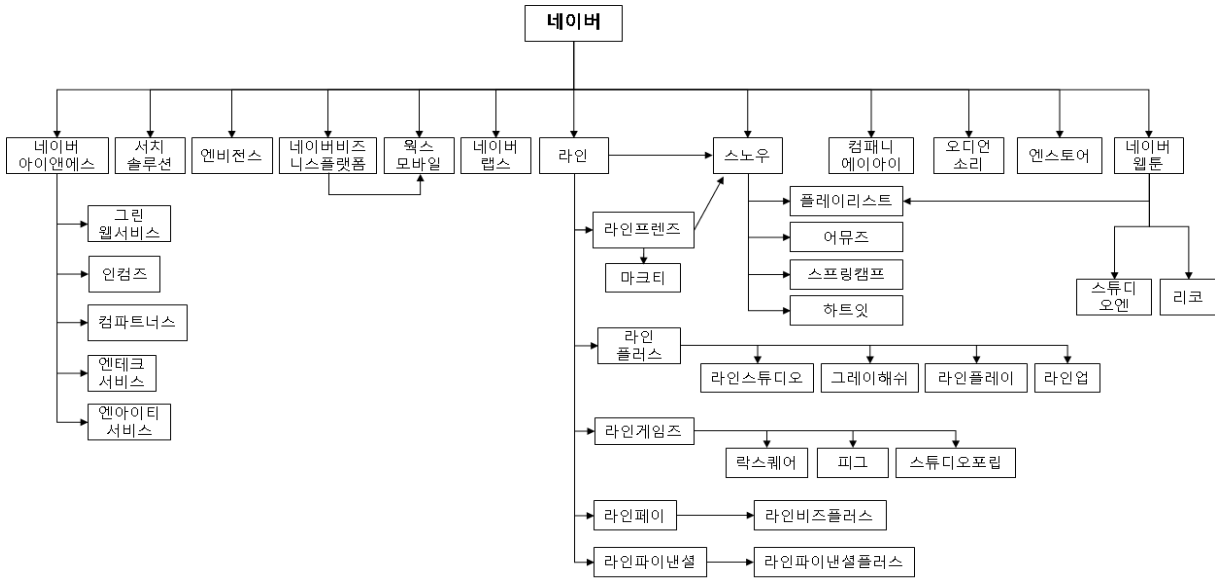 네이버
네이버
아이앤에스
서치
솔루션
엔비전스
네이버비즈
니스플랫폼
웍스
모바일
네이버
랩스
라인
스노우
컴패니
에이아이
오디언
소리
엔스토어
네이버
웹툰
그린
웹서비스
인컴즈
컴파트너스
엔테크
서비스
엔아이티
서비스
라인프렌즈
마크티
플레이리스트
어뮤즈
스프링캠프
하트잇
스튜디
오엔
리코
라인
플러스
라인스튜디오
그레이해쉬
라인플레이
라인업
라인게임즈
락스퀘어
피그
스튜디오포립
라인페이
라인비즈플러스
라인파이낸셜
라인파이낸셜플러스